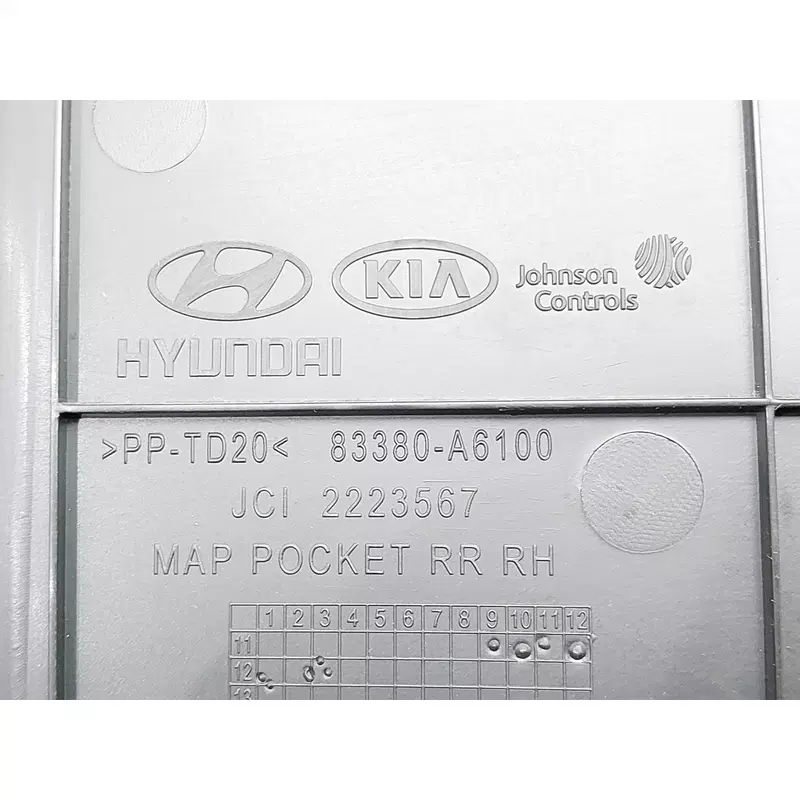 KIA
Johnson
Controls
HYUNDAI
>PP-TD20< 83380-A6100
JCI 2223567
MAP POCKET RR RH
1 2 3 4 5 6 7 8 9 10 11 12
11
12
13